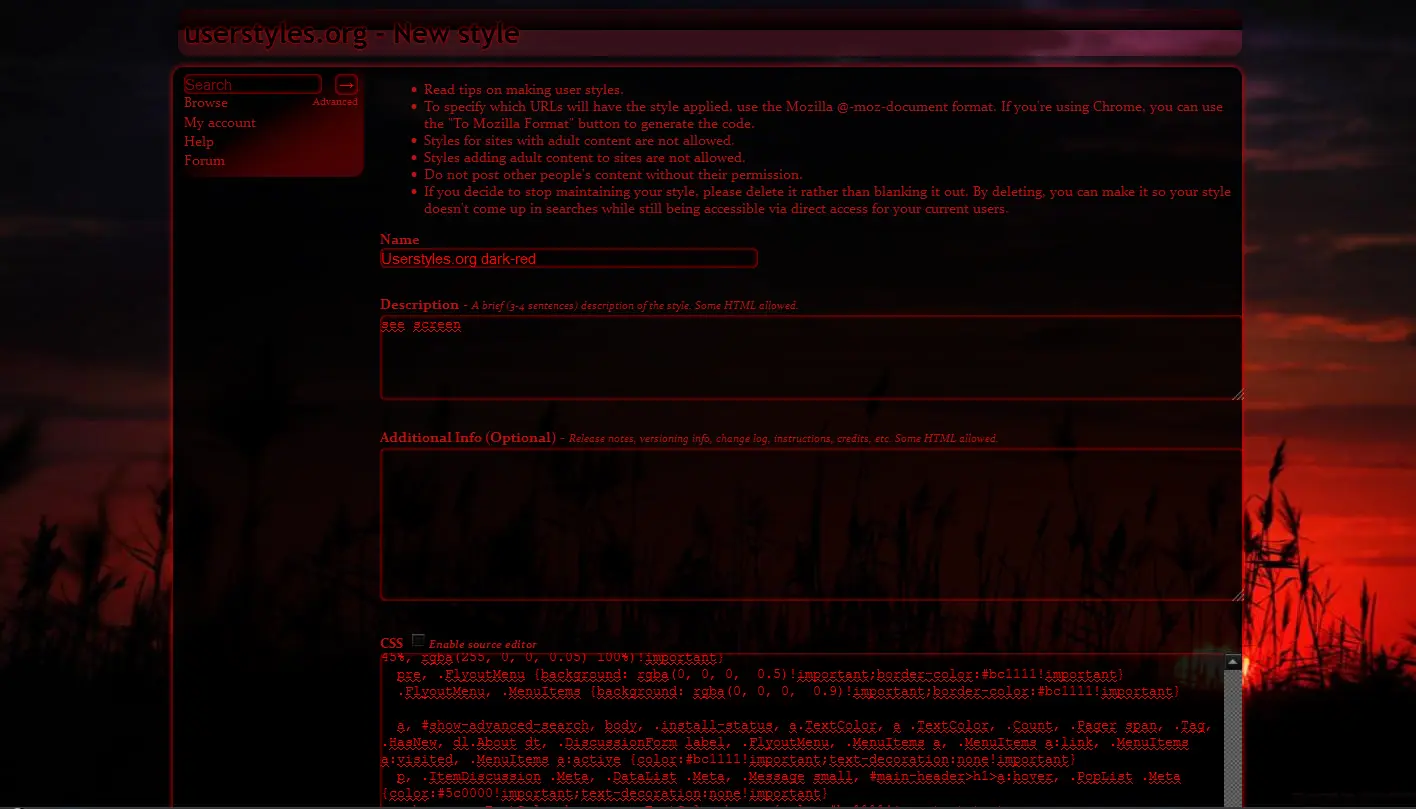 userstyles.org - New style
Search →
Browse Advanced
My account
Help
Forum
Read tips on making user styles.
To specify which URLs will have the style applied, use the Mozilla @-moz-document format. If you're using Chrome, you can use
the "To Mozilla Format" button to generate the code.
Styles for sites with adult content are not allowed.
Styles adding adult content to sites are not allowed.
Do not post other people's content without their permission.
If you decide to stop maintaining your style, please delete it rather than blanking it out. By deleting, you can make it so your style
doesn't come up in searches while still being accessible via direct access for your current users.
Name
Userstyles.org dark-red
Description - A brief (3-4 sentences) description of the style. Some HTML allowed.
see screen
Additional Info (Optional) - Release notes, versioning info, change log, instructions, credits, etc. Some HTML allowed.
CSS Enable source editor
45%, rgba(255, 0, 0, 0.05) 100%)!important}
pre, .FlyoutMenu {background: rgba(0, 0, 0, 0.5)!important;border-color:#bc1111!important}
.FlyoutMenu, .MenuItems {background: rgba(0, 0, 0, 0.9)!important;border-color:#bc1111!important}
a, #show-advanced-search, body, .install-status, a.TextColor, a .TextColor, .Count, .Pager span, .Tag,
.HasNew, dl.About dt, .DiscussionForm label, .FlyoutMenu, .MenuItems a, .MenuItems a:link, .MenuItems
a:visited, .MenuItems a:active {color:#bc1111!important;text-decoration:none!important}
p, .ItemDiscussion .Meta, .DataList .Meta, .Message small, #main-header>h1>a:hover, .PopList .Meta
{color:#5c0000!important;text-decoration:none!important}